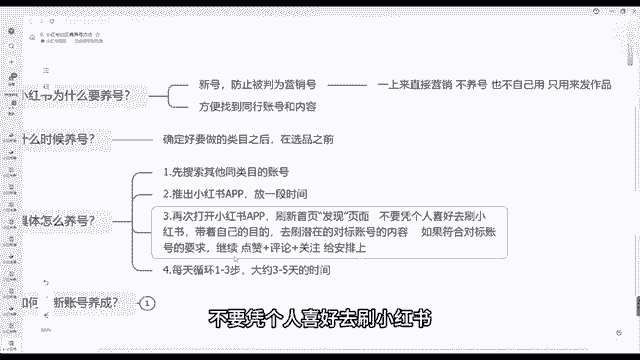 小红书为什么要养号?
新号，防止被判为营销号
一上来直接营销 不养号 也不自己用 只用来发作品
方便找到同行账号和内容
什么时候养号?
确定好要做的类目之后，在选品之前
具体怎么养号?
1.先搜索其他同类目的账号
2.推出小红书APP，放一段时间
3.再次打开小红书APP，刷新首页“发现”页面 不要凭个人喜好去刷小
红书，带着自己的目的，去刷潜在的对标账号的内容 如果符合对标账
号的要求，继续 点赞+评论+关注 给安排上
4.每天循环1-3步，大约3-5天的时间
新账号养成?
1
不要凭个人喜好去刷小红书